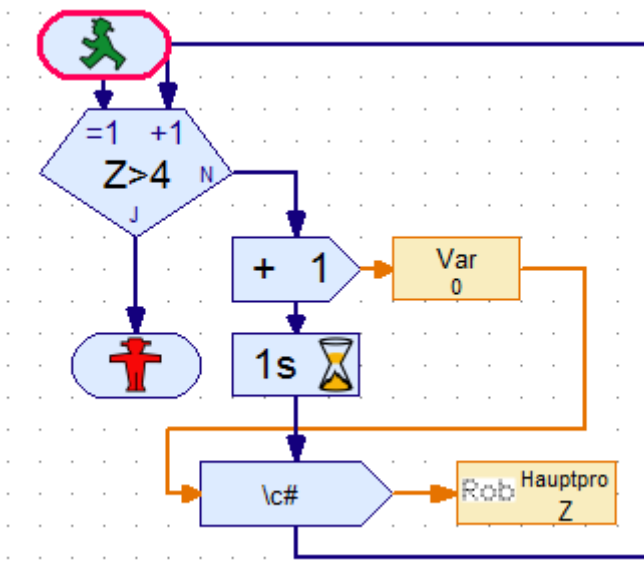 =1 +1
Z>4
N
J
+ 1
Var
0
1s
\c#
Rob
Hauptpro
Z